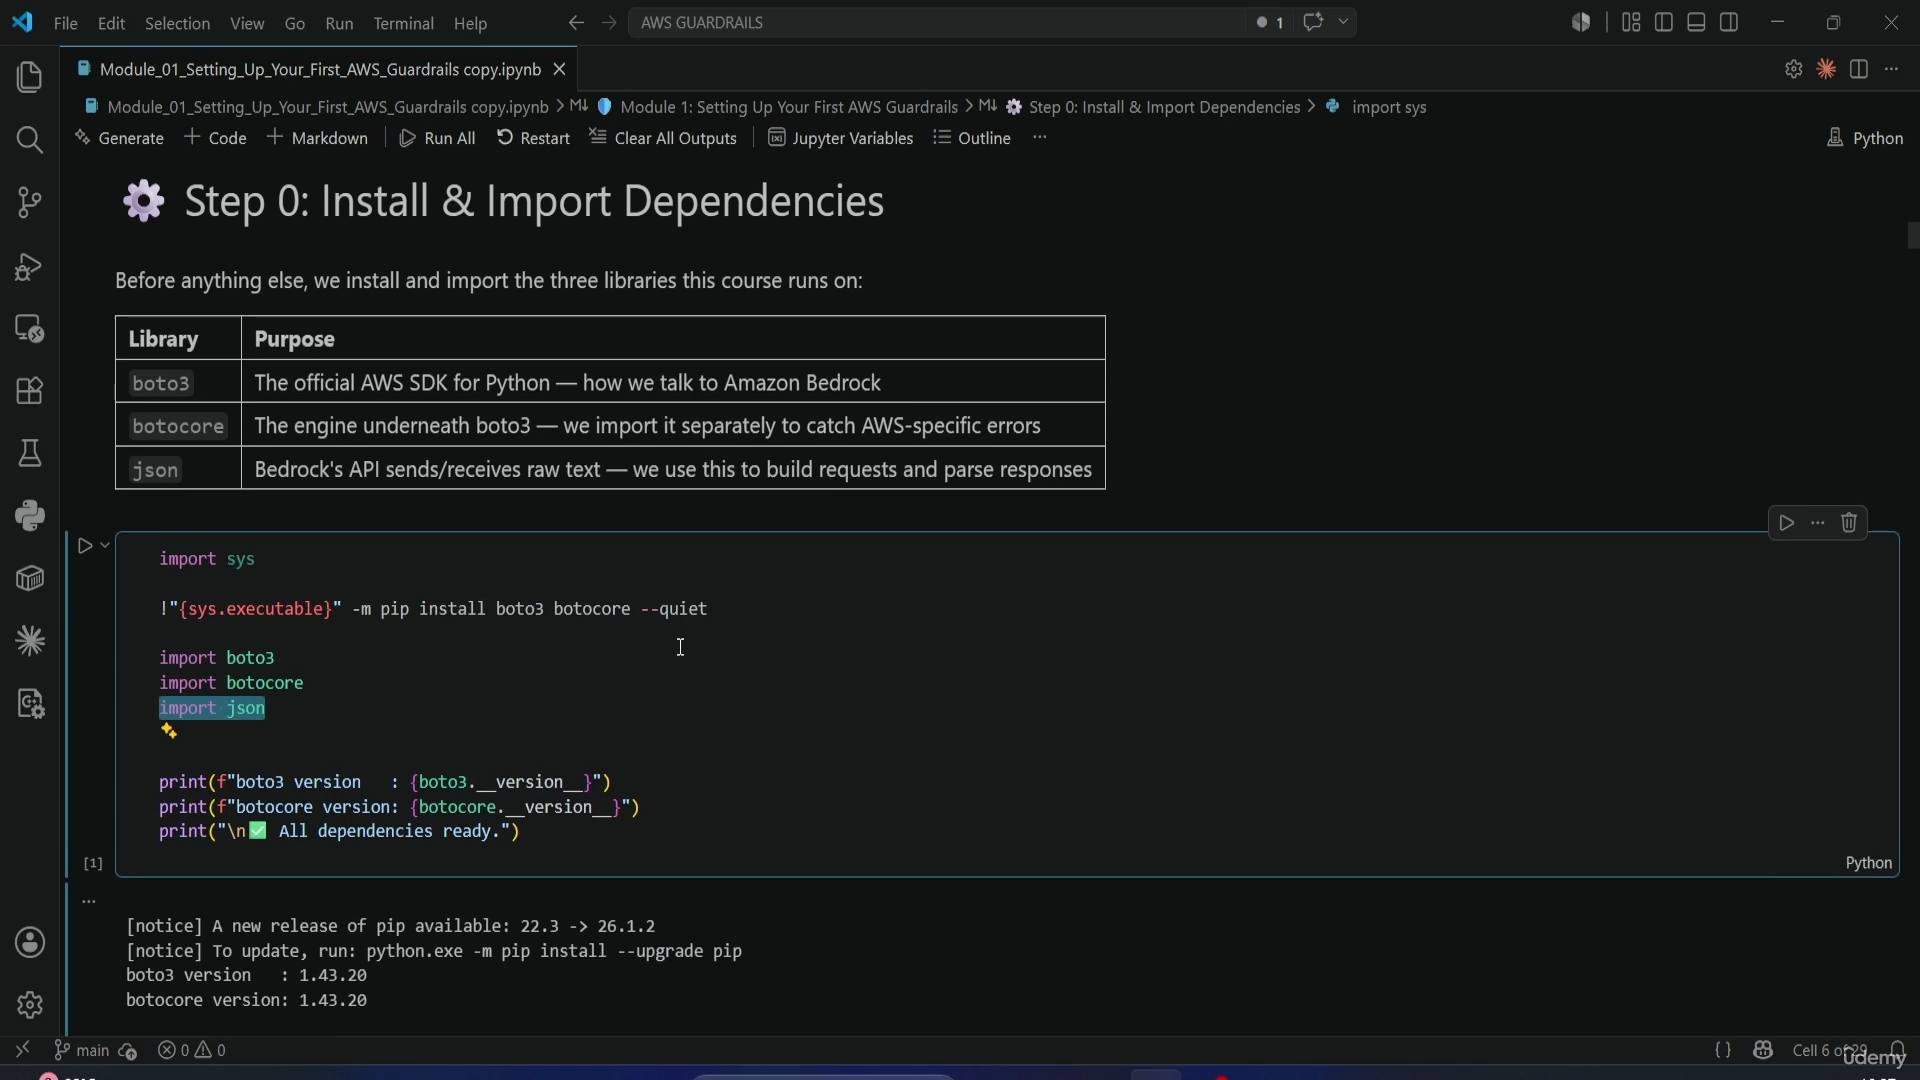 File Edit Selection View Go Run Terminal Help
AWS GUARDRAILS
1
Module_01_Setting_Up_Your_First_AWS_Guardrails copy.ipynb
Module_01_Setting_Up_Your_First_AWS_Guardrails copy.ipynb > M↓ Module 1: Setting Up Your First AWS Guardrails > M↓ Step 0: Install & Import Dependencies > import sys
Generate + Code + Markdown Run All Restart Clear All Outputs Jupyter Variables Outline ...
Python
Step 0: Install & Import Dependencies
Before anything else, we install and import the three libraries this course runs on:
Library Purpose
boto3 The official AWS SDK for Python — how we talk to Amazon Bedrock
botocore The engine underneath boto3 — we import it separately to catch AWS-specific errors
json Bedrock's API sends/receives raw text — we use this to build requests and parse responses
import sys
!"{sys.executable}" -m pip install boto3 botocore --quiet
import boto3
import botocore
import json
print(f"boto3 version   : {boto3.__version__}")
print(f"botocore version: {botocore.__version__}")
print("\n✅ All dependencies ready.")
[1]
Python
...
[notice] A new release of pip available: 22.3 -> 26.1.2
[notice] To update, run: python.exe -m pip install --upgrade pip
boto3 version   : 1.43.20
botocore version: 1.43.20
main 0 0
{ } Cell 6 of 29
udemy